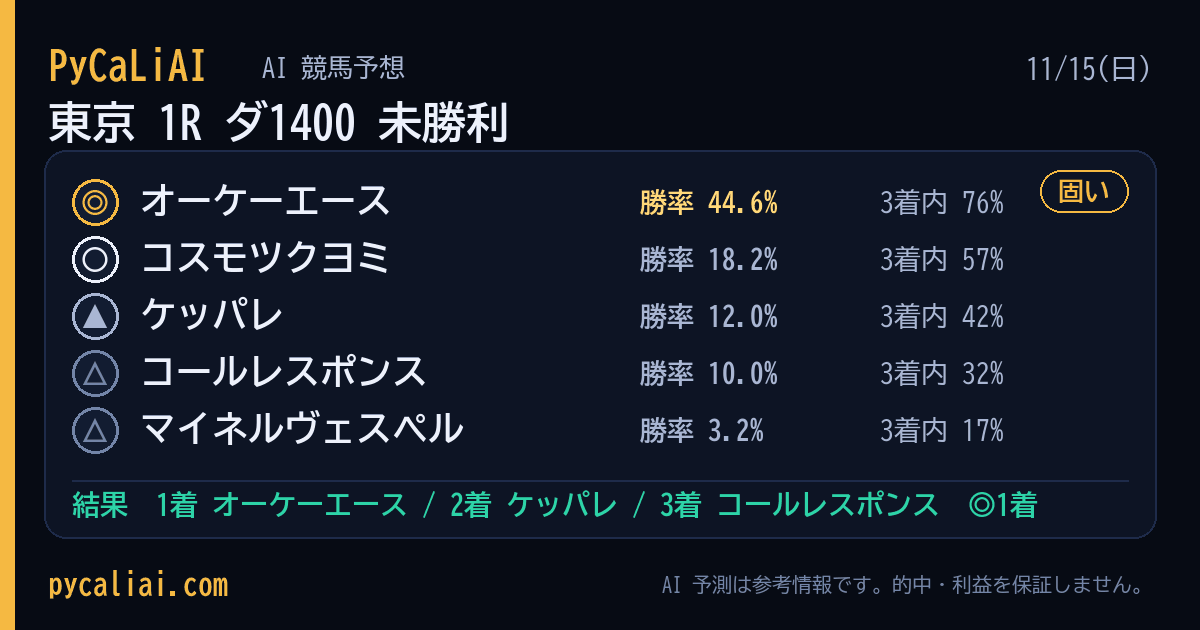 PyCaLiAI AI 競馬予想 11/15(日)
東京 1R ダ1400 未勝利
◎ オーケーエース 勝率 44.6% 3着内 76% 固い
○ コスモツクヨミ 勝率 18.2% 3着内 57%
▲ ケッパレ 勝率 12.0% 3着内 42%
△ コールレスポンス 勝率 10.0% 3着内 32%
△ マイネルヴェスペル 勝率 3.2% 3着内 17%
結果 1着 オーケーエース / 2着 ケッパレ / 3着 コールレスポンス ◎1着
pycaliai.com AI 予測は参考情報です。的中・利益を保証しません。